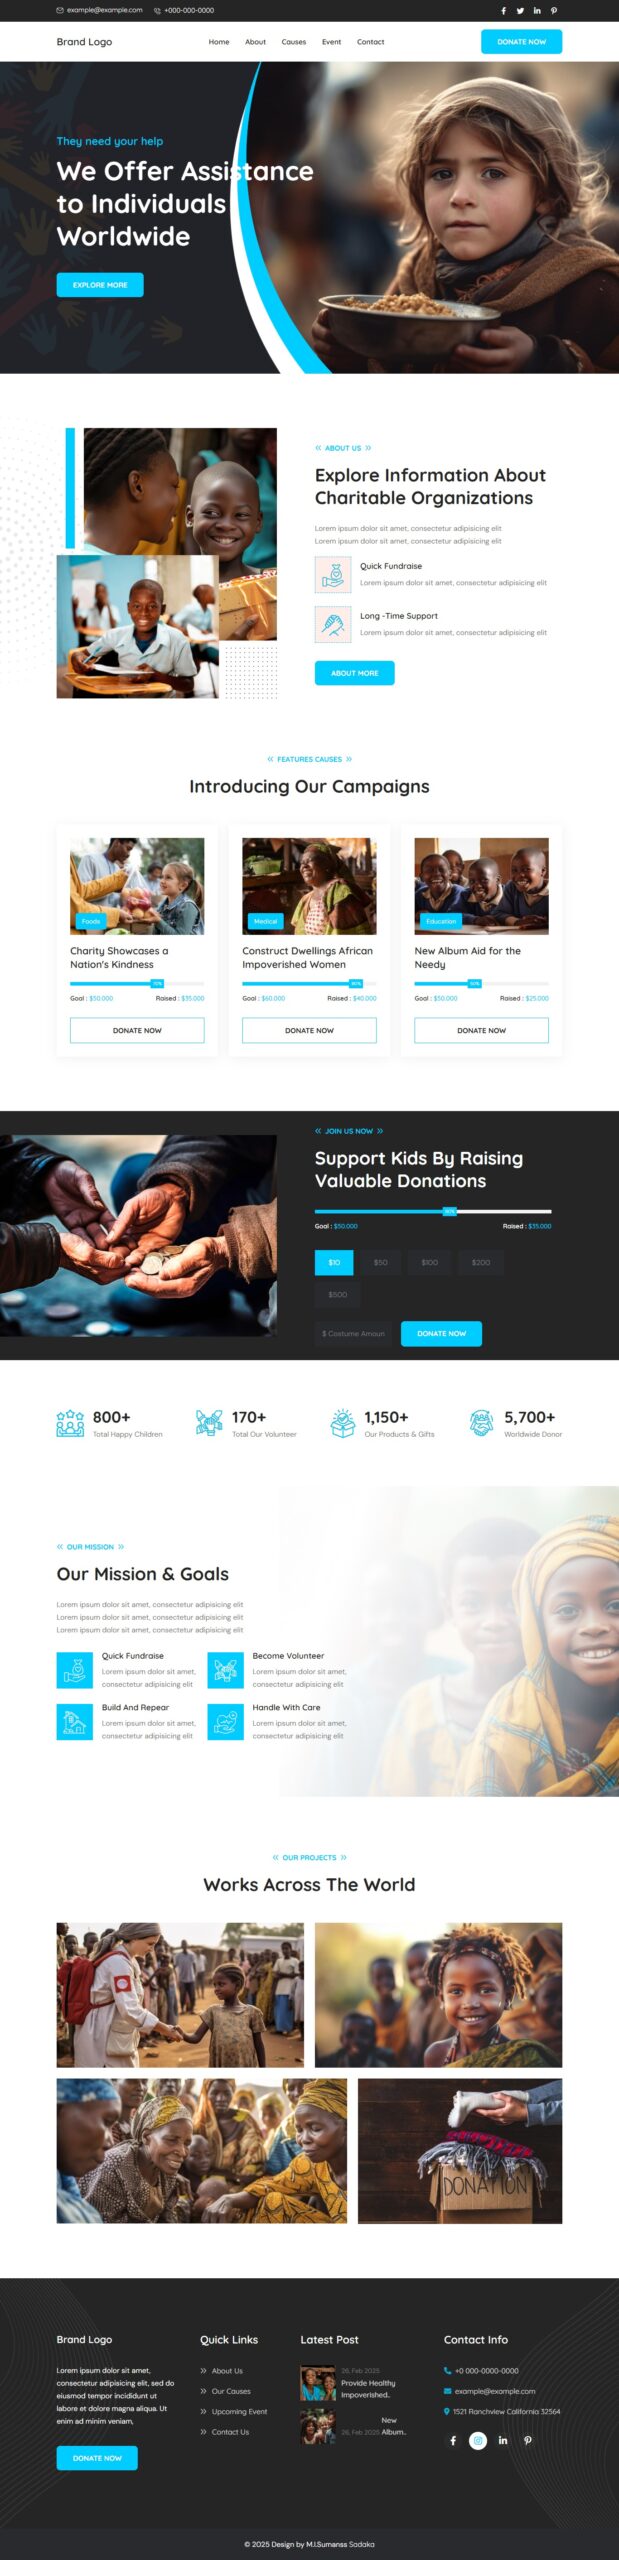 example@example.com +000-000-0000
Brand Logo
Home About Causes Event Contact
DONATE NOW
They need your help
We Offer Assistance
to Individuals
Worldwide
EXPLORE MORE
ABOUT US
Explore Information About
Charitable Organizations
Lorem ipsum dolor sit amet, consectetur adipisicing elit
Lorem ipsum dolor sit amet, consectetur adipisicing elit
Quick Fundraise
Lorem ipsum dolor sit amet, consectetur adipisicing elit
Long -Time Support
Lorem ipsum dolor sit amet, consectetur adipisicing elit
ABOUT MORE
FEATURES CAUSES
Introducing Our Campaigns
Foods
Charity Showcases a
Nation's Kindness
70%
Goal : $50.000 Raised : $35.000
DONATE NOW
Medical
Construct Dwellings African
Impoverished Women
Goal : $60.000 Raised : $40.000
DONATE NOW
Education
New Album Aid for the
Needy
Goal : $50.000 Raised : $25.000
DONATE NOW
JOIN US NOW
Support Kids By Raising
Valuable Donations
Goal : $50.000 Raised : $35.000
$10 $50 $100 $200
$500
$ Costume Amoun DONATE NOW
800+
Total Happy Children
170+
Total Our Volunteer
1,150+
Our Products & Gifts
5,700+
Worldwide Donor
OUR MISSION
Our Mission & Goals
Lorem ipsum dolor sit amet, consectetur adipisicing elit
Lorem ipsum dolor sit amet, consectetur adipisicing elit
Lorem ipsum dolor sit amet, consectetur adipisicing elit
Quick Fundraise
Lorem ipsum dolor sit amet,
consectetur adipisicing elit
Become Volunteer
Lorem ipsum dolor sit amet,
consectetur adipisicing elit
Build And Repear
Lorem ipsum dolor sit amet,
consectetur adipisicing elit
Handle With Care
Lorem ipsum dolor sit amet,
consectetur adipisicing elit
OUR PROJECTS
Works Across The World
DONATION
Brand Logo
Lorem ipsum dolor sit amet,
consectetur adipiscing elit, sed do
eiusmod tempor incididunt ut
labore et dolore magna aliqua. Ut
enim ad minim veniam,
DONATE NOW
Quick Links
About Us
Our Causes
Upcoming Event
Contact Us
Latest Post
26, Feb 2025
Provide Healthy
Impoverished..
New
26, Feb 2025 Album..
Contact Info
+0 000-0000-0000
example@example.com
1521 Ranchview California 32564
© 2025 Design by M.I.Sumanss Sadaka